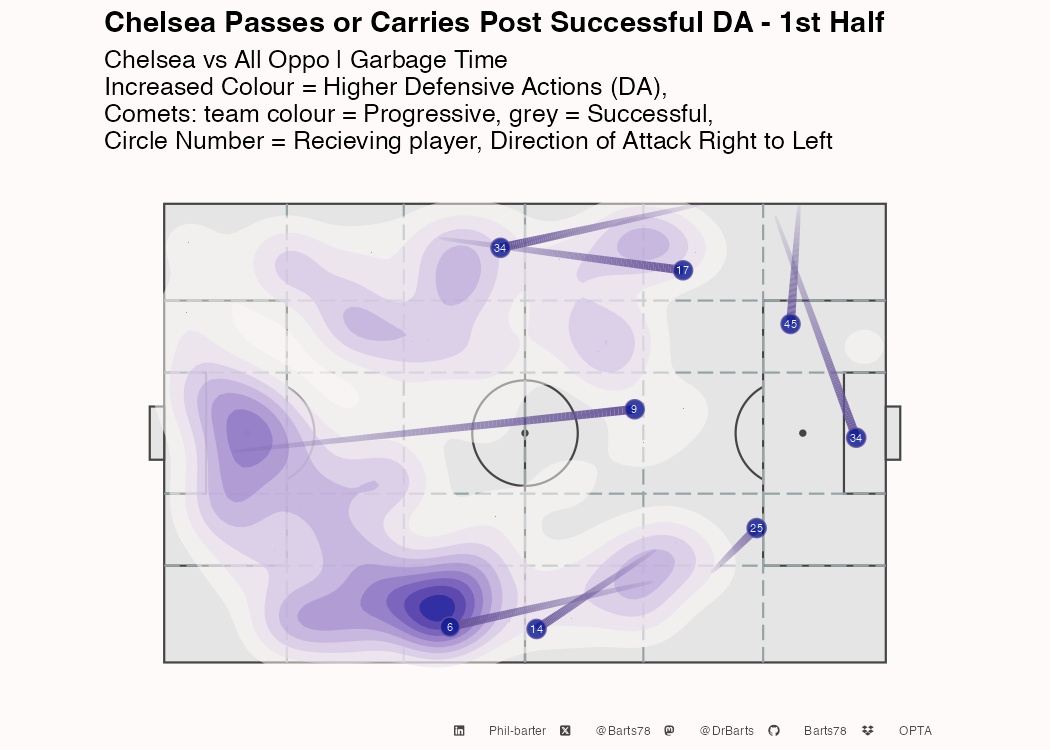 Chelsea Passes or Carries Post Successful DA - 1st Half
Chelsea vs All Oppo | Garbage Time
Increased Colour = Higher Defensive Actions (DA),
Comets: team colour = Progressive, grey = Successful,
Circle Number = Recieving player, Direction of Attack Right to Left
34
17
45
9
34
25
6
14
Phil-barter @Barts78 @DrBarts Barts78 OPTA